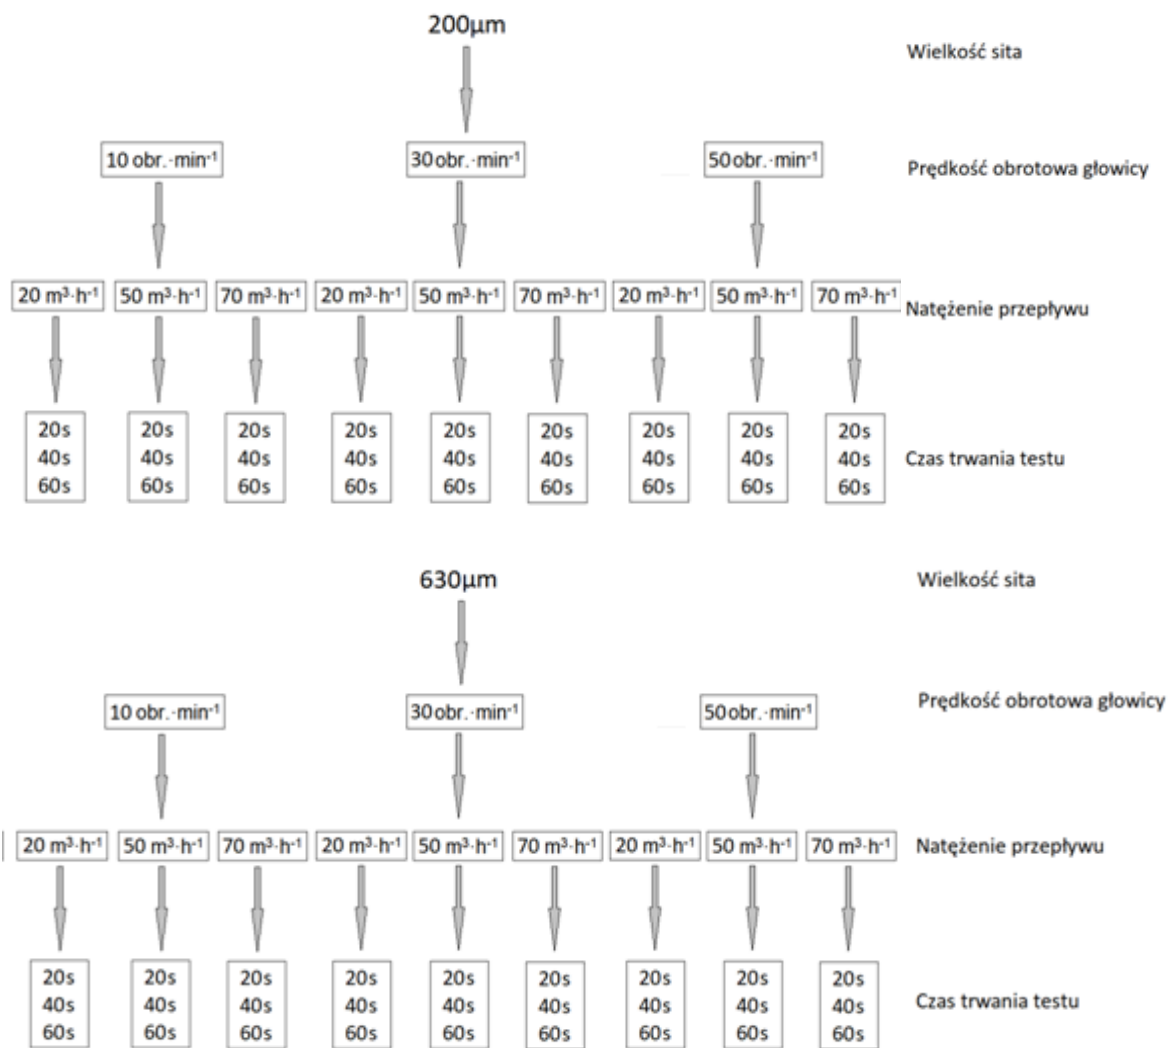 200µm
Wielkość sita
10 obr.·min⁻¹ 30 obr.·min⁻¹ 50 obr.·min⁻¹
Prędkość obrotowa głowicy
20 m³·h⁻¹ 50 m³·h⁻¹ 70 m³·h⁻¹ 20 m³·h⁻¹ 50 m³·h⁻¹ 70 m³·h⁻¹ 20 m³·h⁻¹ 50 m³·h⁻¹ 70 m³·h⁻¹
Natężenie przepływu
20s 20s 20s 20s 20s 20s 20s 20s 20s
40s 40s 40s 40s 40s 40s 40s 40s 40s
60s 60s 60s 60s 60s 60s 60s 60s 60s
Czas trwania testu
630µm
Wielkość sita
10 obr.·min⁻¹ 30 obr.·min⁻¹ 50 obr.·min⁻¹
Prędkość obrotowa głowicy
20 m³·h⁻¹ 50 m³·h⁻¹ 70 m³·h⁻¹ 20 m³·h⁻¹ 50 m³·h⁻¹ 70 m³·h⁻¹ 20 m³·h⁻¹ 50 m³·h⁻¹ 70 m³·h⁻¹
Natężenie przepływu
20s 20s 20s 20s 20s 20s 20s 20s 20s
40s 40s 40s 40s 40s 40s 40s 40s 40s
60s 60s 60s 60s 60s 60s 60s 60s 60s
Czas trwania testu